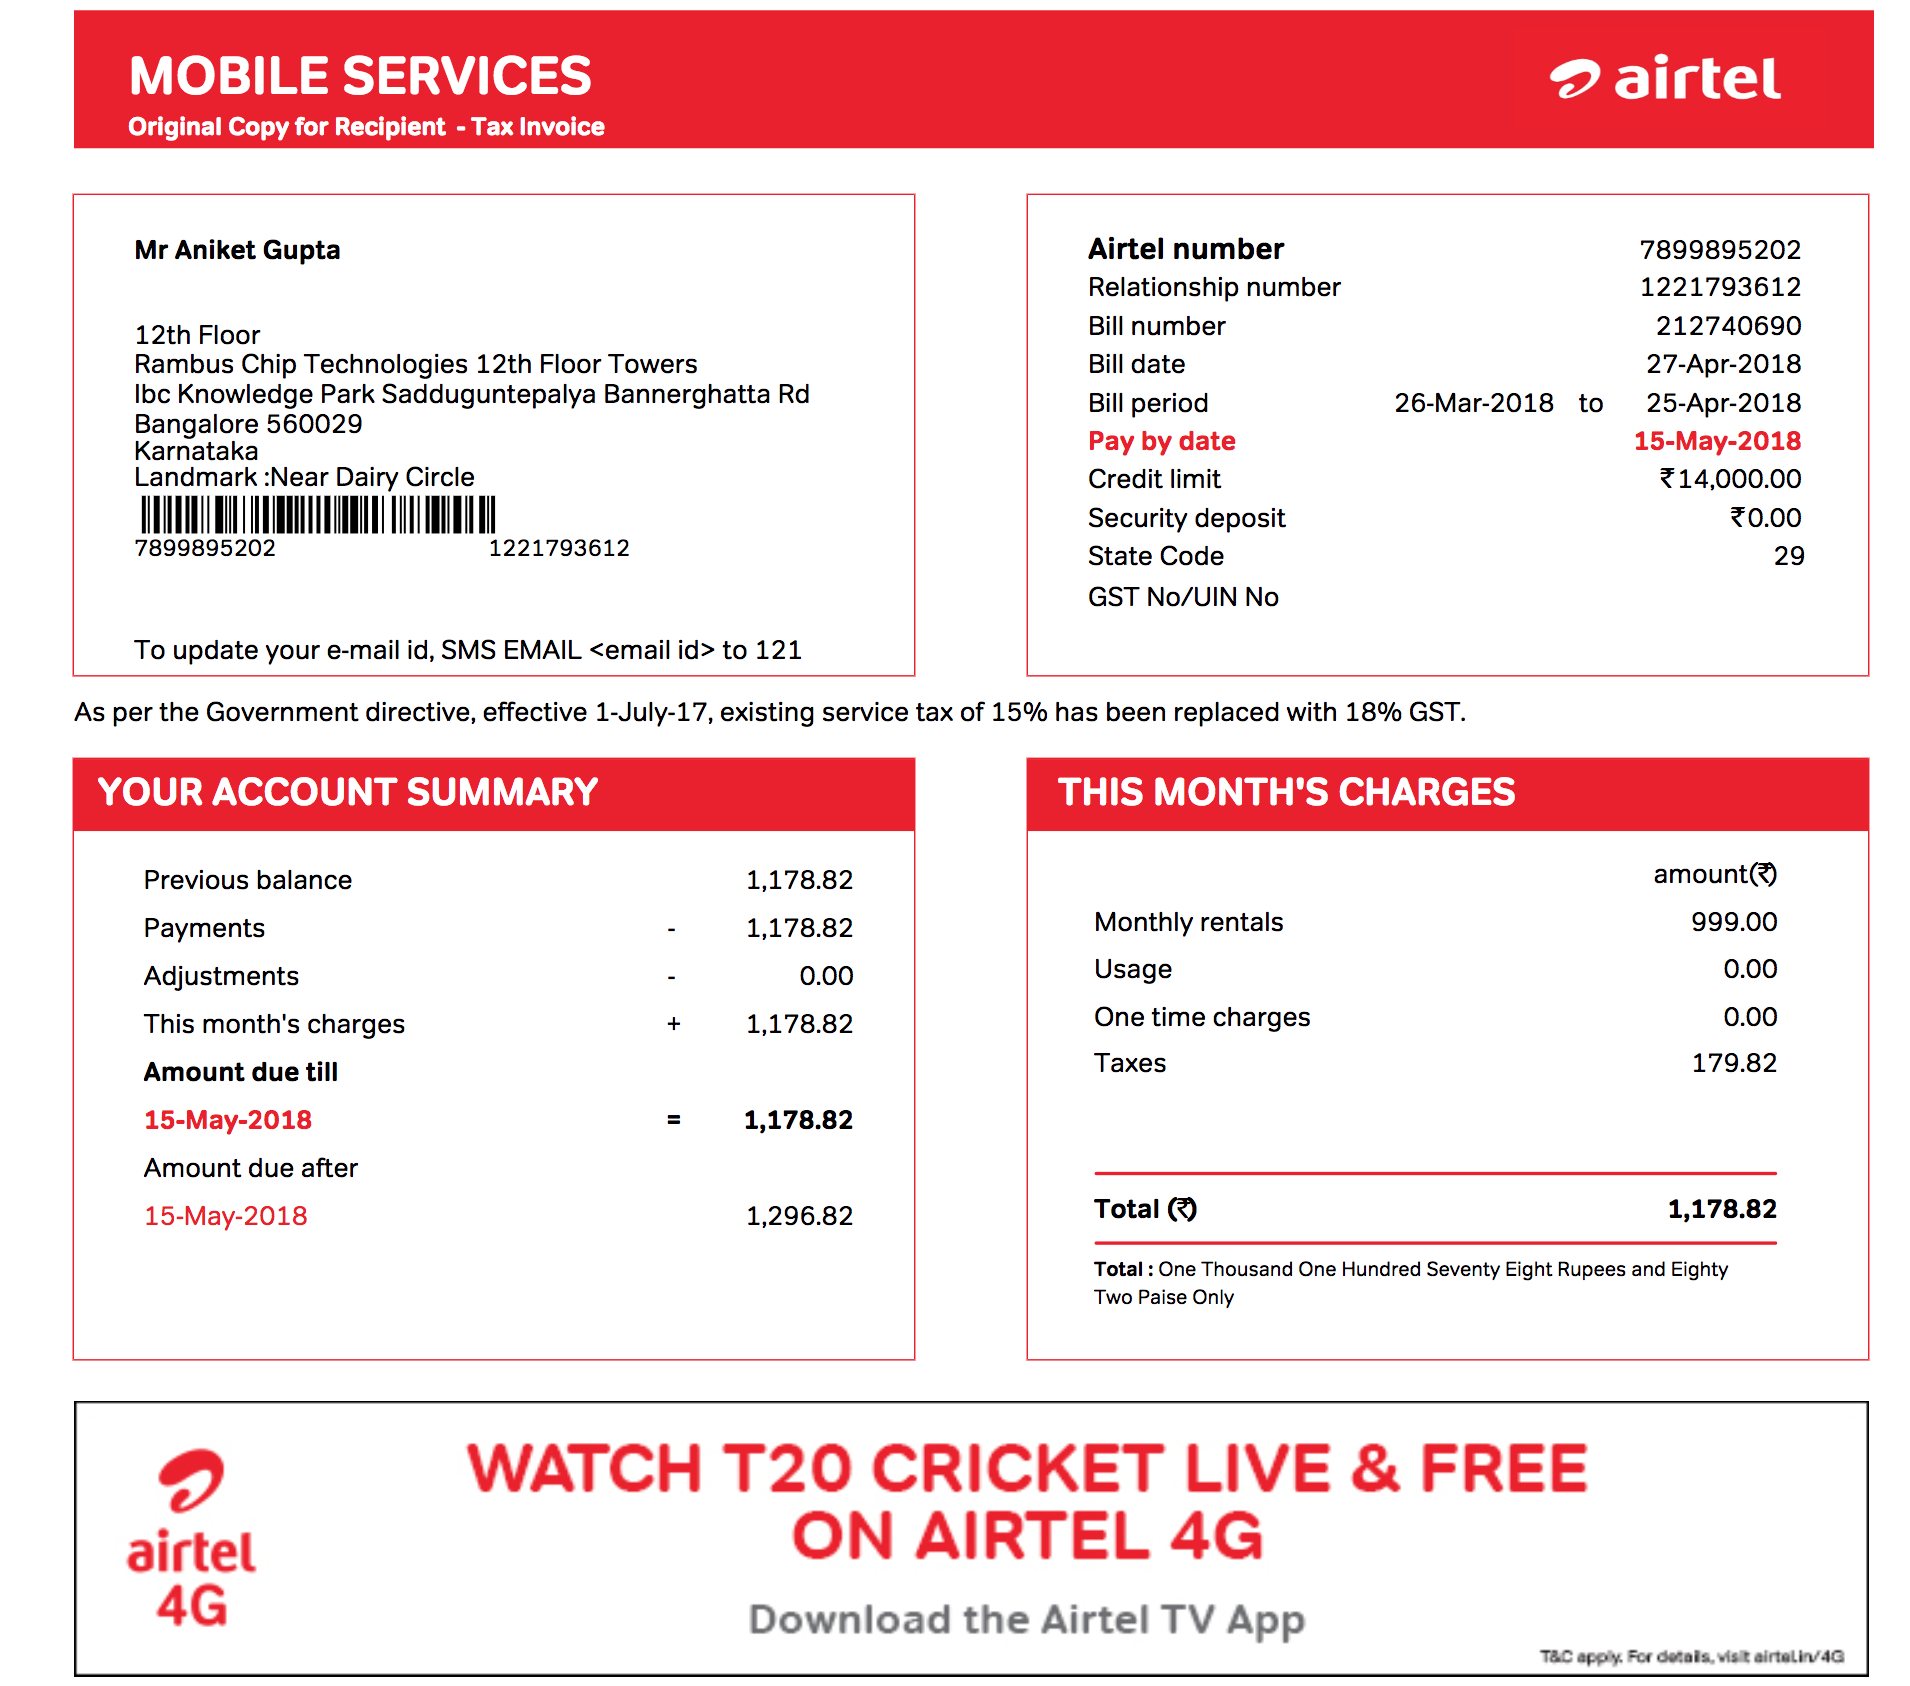 MOBILE SERVICES
airtel
Original Copy for Recipient - Tax Invoice
Mr Aniket Gupta
12th Floor
Rambus Chip Technologies 12th Floor Towers
Ibc Knowledge Park Sadduguntepalya Bannerghatta Rd
Bangalore 560029
Karnataka
Landmark :Near Dairy Circle
7899895202 1221793612
To update your e-mail id, SMS EMAIL <email id> to 121
Airtel number 7899895202
Relationship number 1221793612
Bill number 212740690
Bill date 27-Apr-2018
Bill period 26-Mar-2018 to 25-Apr-2018
Pay by date 15-May-2018
Credit limit ₹14,000.00
Security deposit ₹0.00
State Code 29
GST No/UIN No
As per the Government directive, effective 1-July-17, existing service tax of 15% has been replaced with 18% GST.
YOUR ACCOUNT SUMMARY
Previous balance 1,178.82
Payments - 1,178.82
Adjustments - 0.00
This month's charges + 1,178.82
Amount due till
15-May-2018 = 1,178.82
Amount due after
15-May-2018 1,296.82
THIS MONTH'S CHARGES
amount(₹)
Monthly rentals 999.00
Usage 0.00
One time charges 0.00
Taxes 179.82
Total (₹) 1,178.82
Total : One Thousand One Hundred Seventy Eight Rupees and Eighty
Two Paise Only
airtel
4G
WATCH T20 CRICKET LIVE & FREE
ON AIRTEL 4G
Download the Airtel TV App
T&C apply. For details, visit airtel.in/4G